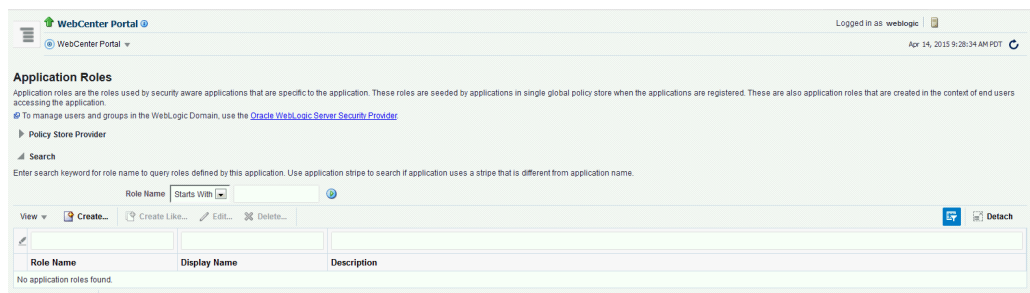 WebCenter Portal
Logged in as weblogic
WebCenter Portal
Apr 14, 2015 9:28:34 AM PDT
Application Roles
Application roles are the roles used by security aware applications that are specific to the application. These roles are seeded by applications in single global policy store when the applications are registered. These are also application roles that are created in the context of end users
accessing the application.
To manage users and groups in the WebLogic Domain, use the Oracle WebLogic Server Security Provider.
Policy Store Provider
Search
Enter search keyword for role name to query roles defined by this application. Use application stripe to search if application uses a stripe that is different from application name.
Role Name Starts With
View Create... Create Like... Edit... Delete... Detach
Role Name Display Name Description
No application roles found.